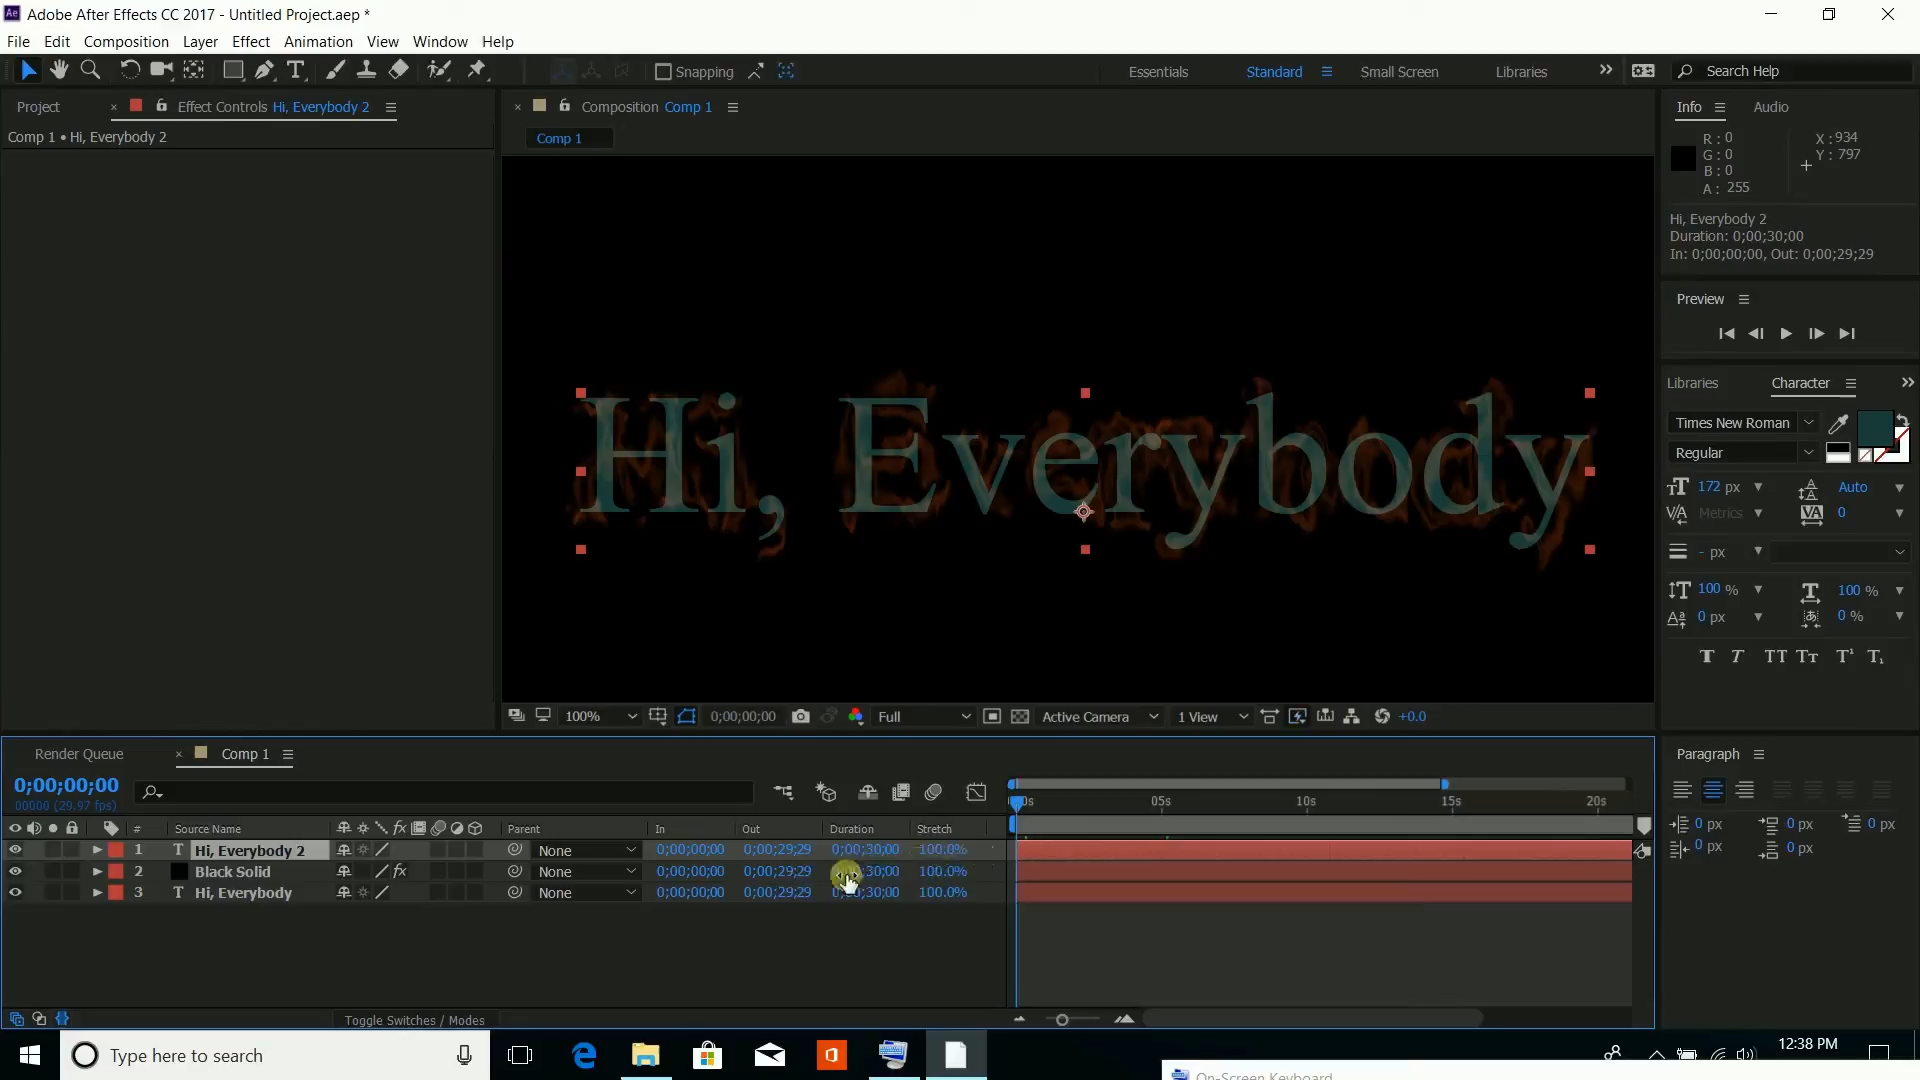 Adobe After Effects CC 2017 - Untitled Project.aep *
File Edit Composition Layer Effect Animation View Window Help
Snapping
Essentials Standard Small Screen Libraries
Search Help
Project
Effect Controls Hi, Everybody 2
Comp 1 • Hi, Everybody 2
Composition Comp 1
Comp 1
Hi, Everybody
100%
0;00;00;00
Full
Active Camera
1 View
+0.0
Info Audio
R : 0
G : 0
B : 0
A : 255
X : 934
Y : 797
Hi, Everybody 2
Duration: 0;00;30;00
In: 0;00;00;00, Out: 0;00;29;29
Preview
Libraries Character
Times New Roman
Regular
172 px Auto
Metrics 0
- px
100 % 100 %
0 px 0 %
Paragraph
0 px 0 px 0 px
0 px 0 px
Render Queue Comp 1
0;00;00;00
00000 (29.97 fps)
# Source Name Parent In Out Duration Stretch
1 T Hi, Everybody 2 None 0;00;00;00 0;00;29;29 0;00;30;00 100.0%
2 Black Solid None 0;00;00;00 0;00;29;29 30;00 100.0%
3 T Hi, Everybody None 0;00;00;00 0;00;29;29 0;00;30;00 100.0%
05s 10s 15s 20s
Toggle Switches / Modes
Type here to search
12:38 PM
On-Screen Keyboard